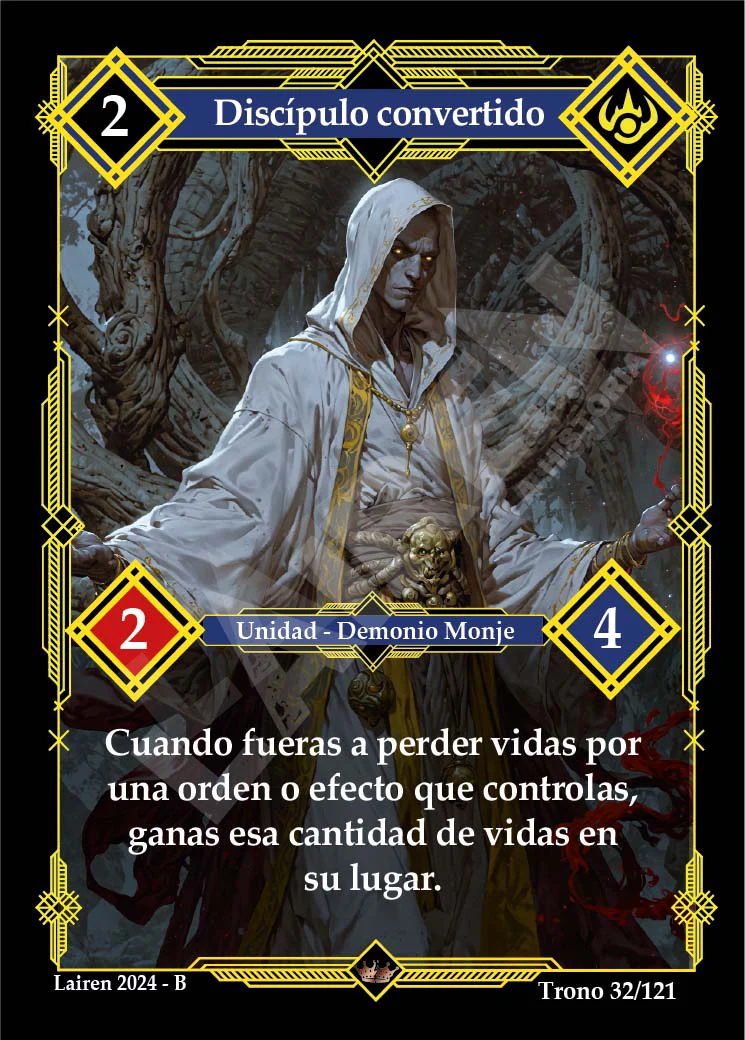 2
Discípulo convertido
2
Unidad - Demonio Monje
4
Cuando fueras a perder vidas por
una orden o efecto que controlas,
ganas esa cantidad de vidas en
su lugar.
Lairen 2024 - B
Trono 32/121